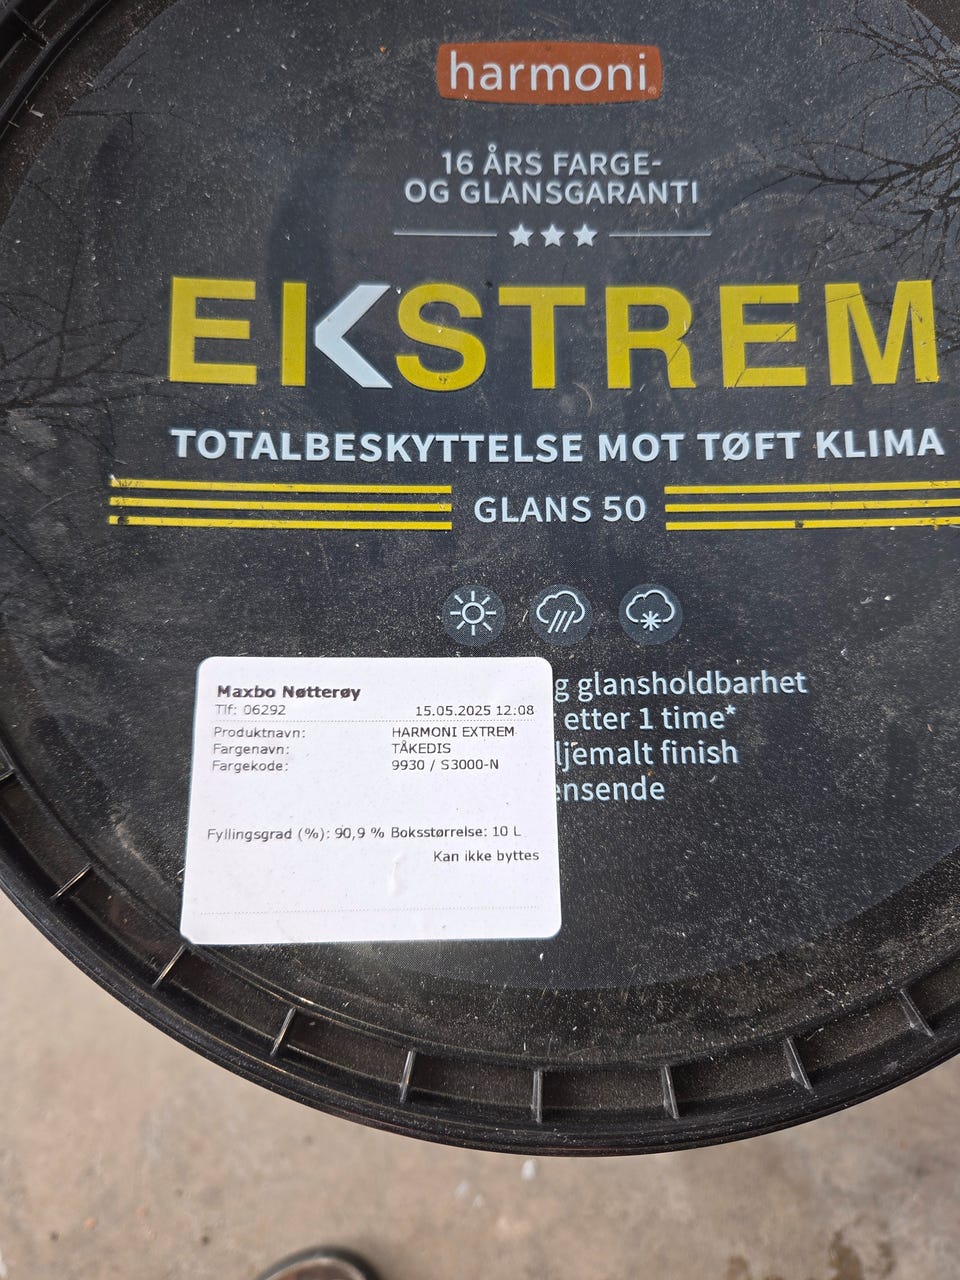 harmoni
16 ÅRS FARGE-
OG GLANSGARANTI
EKSTREM
TOTALBESKYTTELSE MOT TØFT KLIMA
GLANS 50
g glansholdbarhet
etter 1 time*
ljemalt finish
ensende
Maxbo Nøtterøy
Tlf: 06292 15.05.2025 12:08
Produktnavn: HARMONI EXTREM
Fargenavn: TÅKEDIS
Fargekode: 9930 / S3000-N
Fyllingsgrad (%): 90,9 % Boksstørrelse: 10 L
Kan ikke byttes